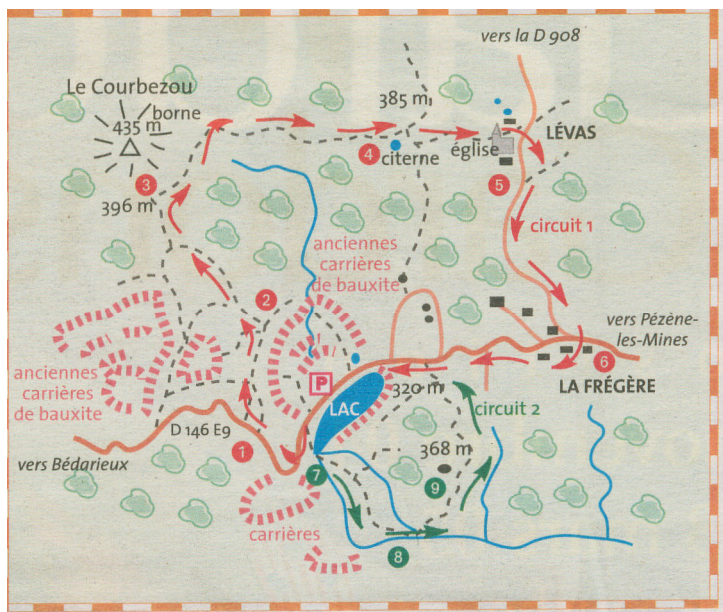 vers la D 908
Le Courbezou
borne
435 m
385 m
LÉVAS
4
citerne
église
3
396 m
5
circuit 1
anciennes
carrières
de bauxite
2
vers Pézène-
les-Mines
anciennes
carrières
de bauxite
P
6
LAC
320 m
LA FRÉGÈRE
circuit 2
D 146 E9
1
368 m
vers Bédarieux
7
9
carrières
8